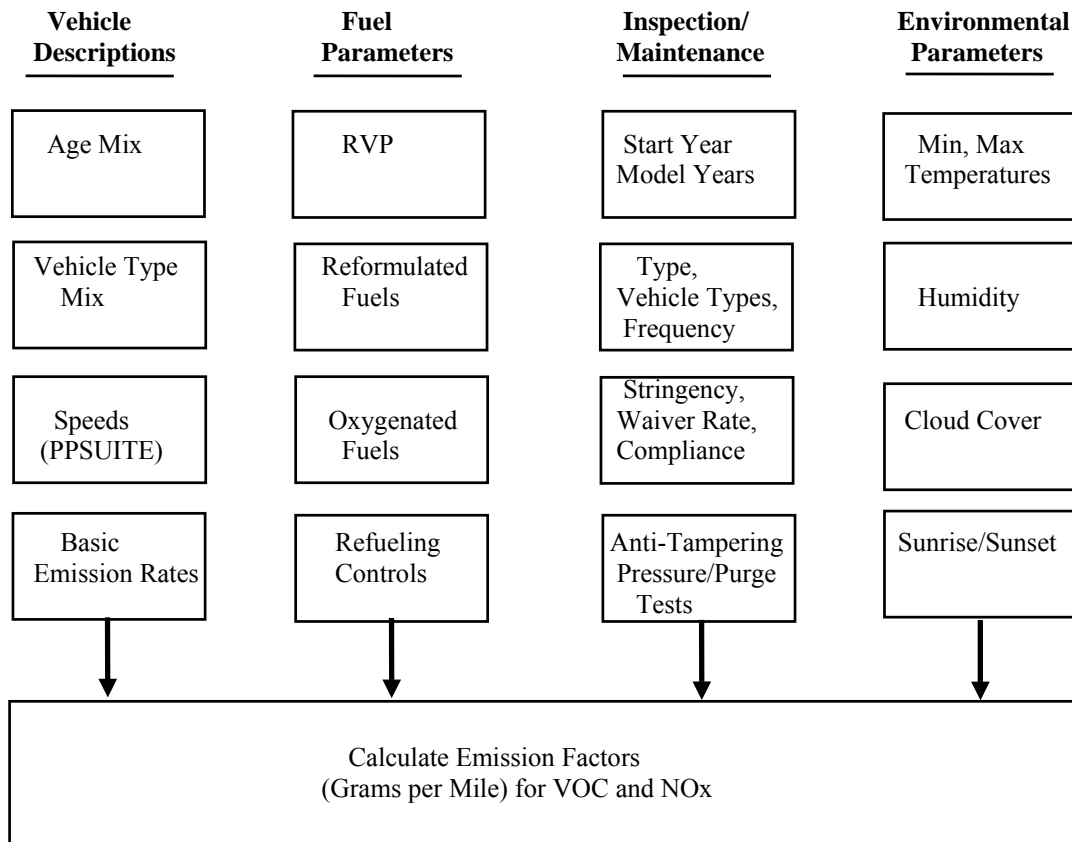 Vehicle
Descriptions
Fuel
Parameters
Inspection/
Maintenance
Environmental
Parameters
Age Mix
RVP
Start Year
Model Years
Min, Max
Temperatures
Vehicle Type
Mix
Reformulated
Fuels
Type,
Vehicle Types,
Frequency
Humidity
Speeds
(PPSUITE)
Oxygenated
Fuels
Stringency,
Waiver Rate,
Compliance
Cloud Cover
Basic
Emission Rates
Refueling
Controls
Anti-Tampering
Pressure/Purge
Tests
Sunrise/Sunset
Calculate Emission Factors
(Grams per Mile) for VOC and NOx